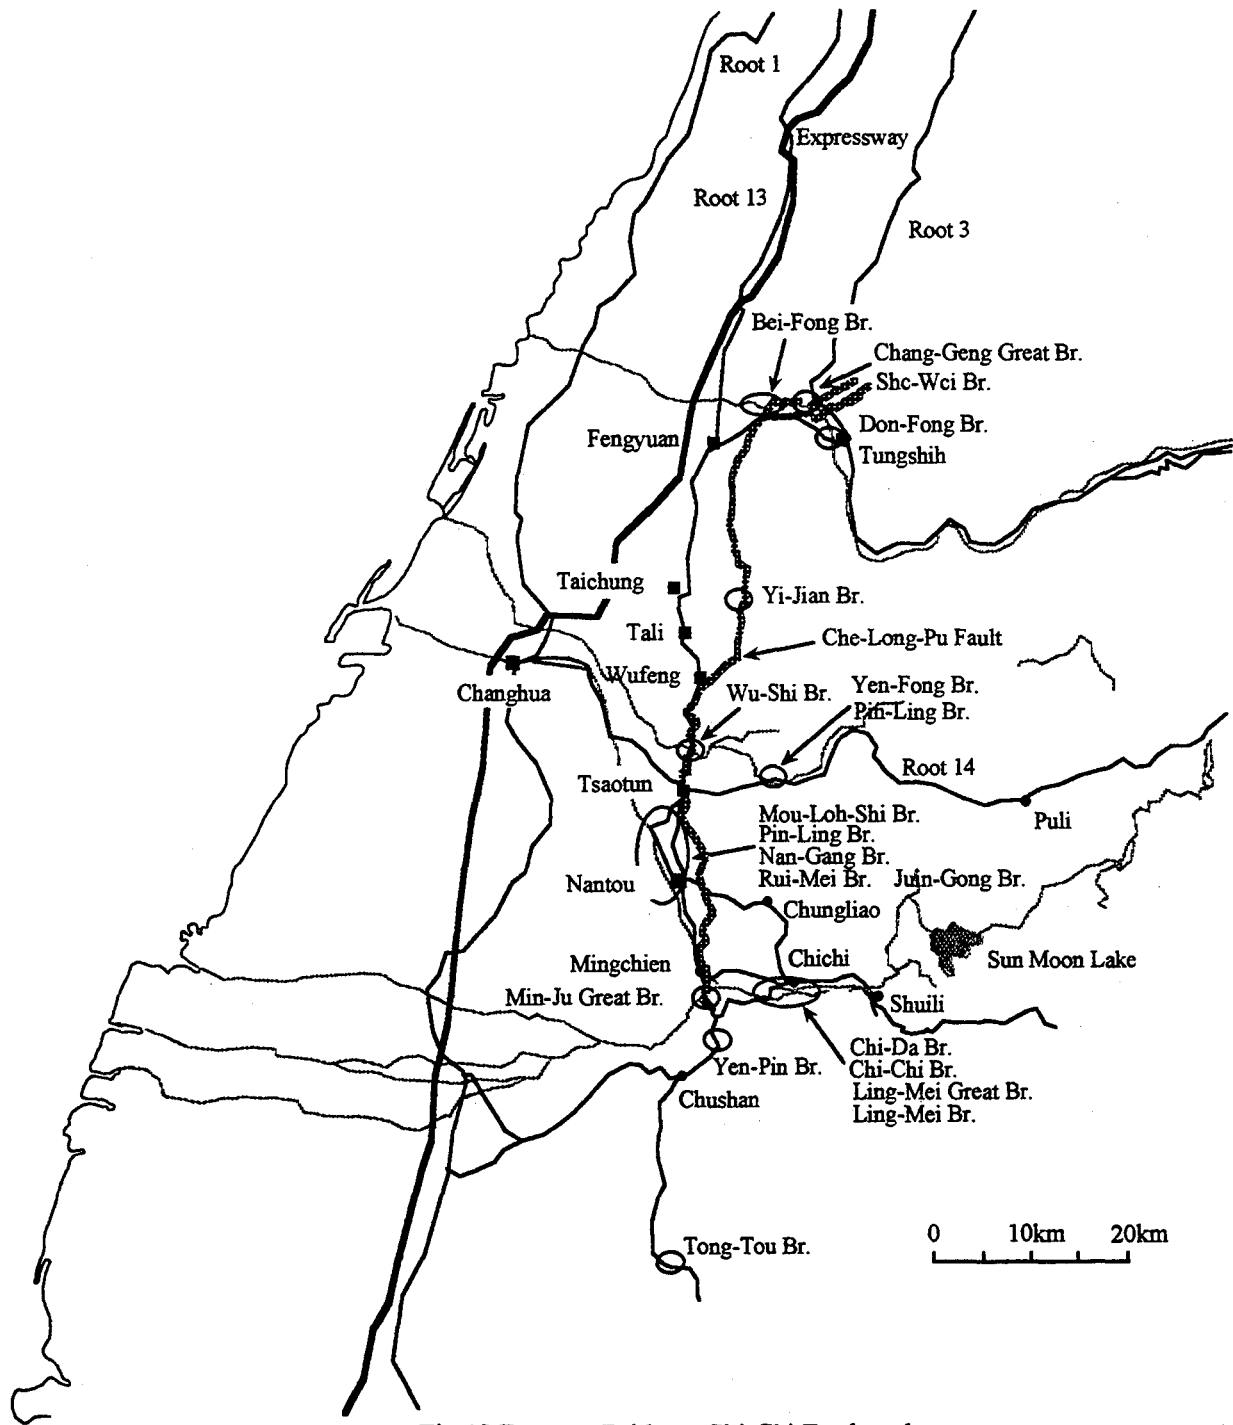 Root 1
Expressway
Root 13
Root 3
Bei-Fong Br.
Chang-Geng Great Br.
Shc-Wci Br.
Don-Fong Br.
Fengyuan
Tungshih
Taichung
Yi-Jian Br.
Tali
Che-Long-Pu Fault
Wufeng
Changhua
Wu-Shi Br.
Yen-Fong Br.
Pin-Ling Br.
Root 14
Tsaotun
Puli
Mou-Loh-Shi Br.
Pin-Ling Br.
Nan-Gang Br.
Rui-Mei Br.
Juin-Gong Br.
Nantou
Chungliao
Mingchien
Chichi
Sun Moon Lake
Min-Ju Great Br.
Shuili
Yen-Pin Br.
Chi-Da Br.
Chi-Chi Br.
Ling-Mei Great Br.
Ling-Mei Br.
Chushan
Tong-Tou Br.
0 10km 20km